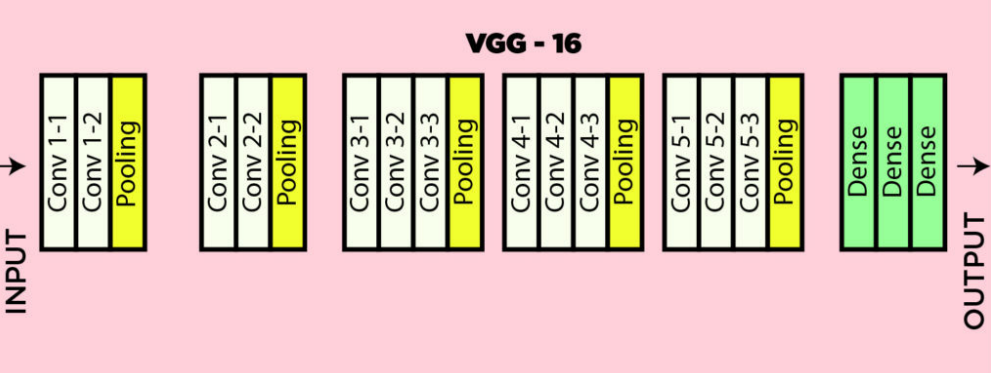 VGG - 16
INPUT
Conv 1-1
Conv 1-2
Pooling
Conv 2-1
Conv 2-2
Pooling
Conv 3-1
Conv 3-2
Conv 3-3
Pooling
Conv 4-1
Conv 4-2
Conv 4-3
Pooling
Conv 5-1
Conv 5-2
Conv 5-3
Pooling
Dense
Dense
Dense
OUTPUT